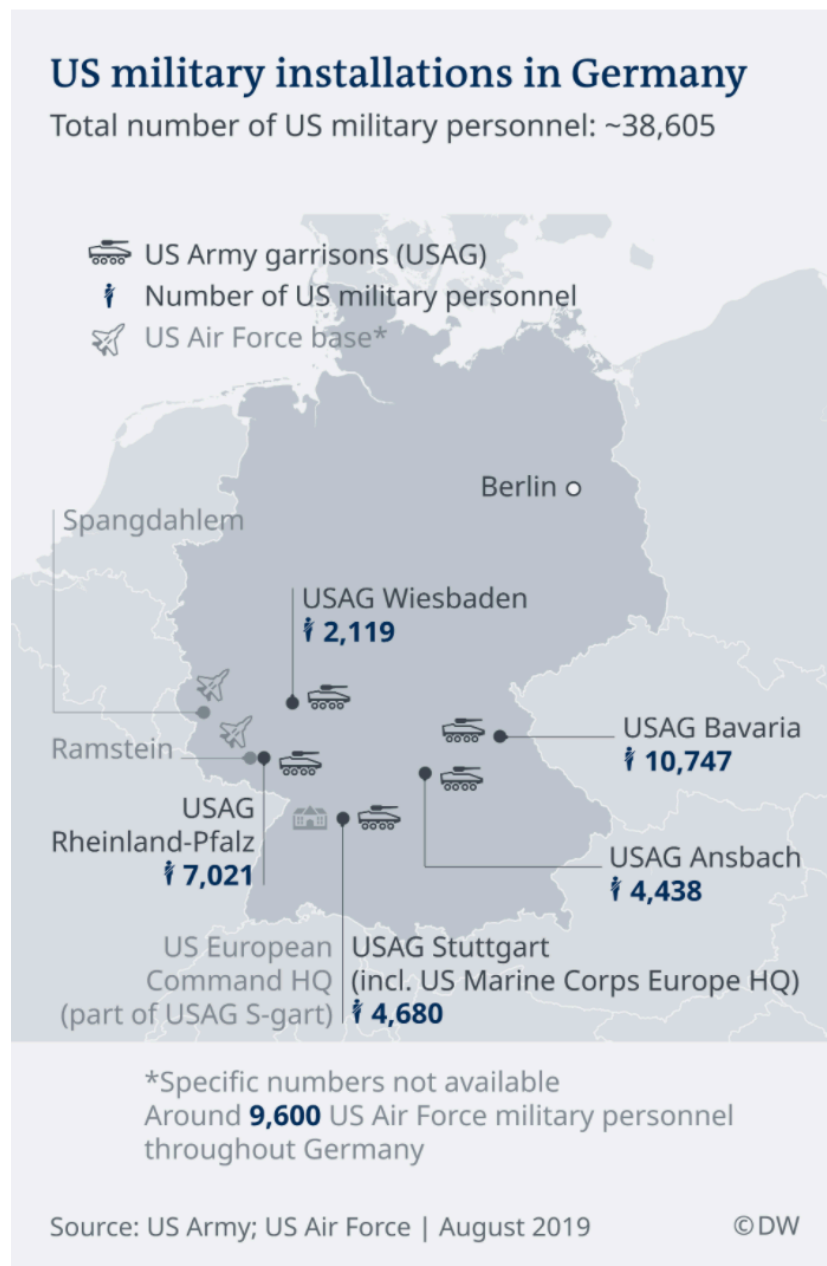 US military installations in Germany
Total number of US military personnel: ~38,605
US Army garrisons (USAG)
Number of US military personnel
US Air Force base*
Berlin
Spangdahlem
USAG Wiesbaden
2,119
Ramstein
USAG Bavaria
10,747
USAG
Rheinland-Pfalz
7,021
USAG Ansbach
4,438
US European
Command HQ
(part of USAG S-gart)
USAG Stuttgart
(incl. US Marine Corps Europe HQ)
4,680
*Specific numbers not available
Around 9,600 US Air Force military personnel
throughout Germany
Source: US Army; US Air Force | August 2019
©DW